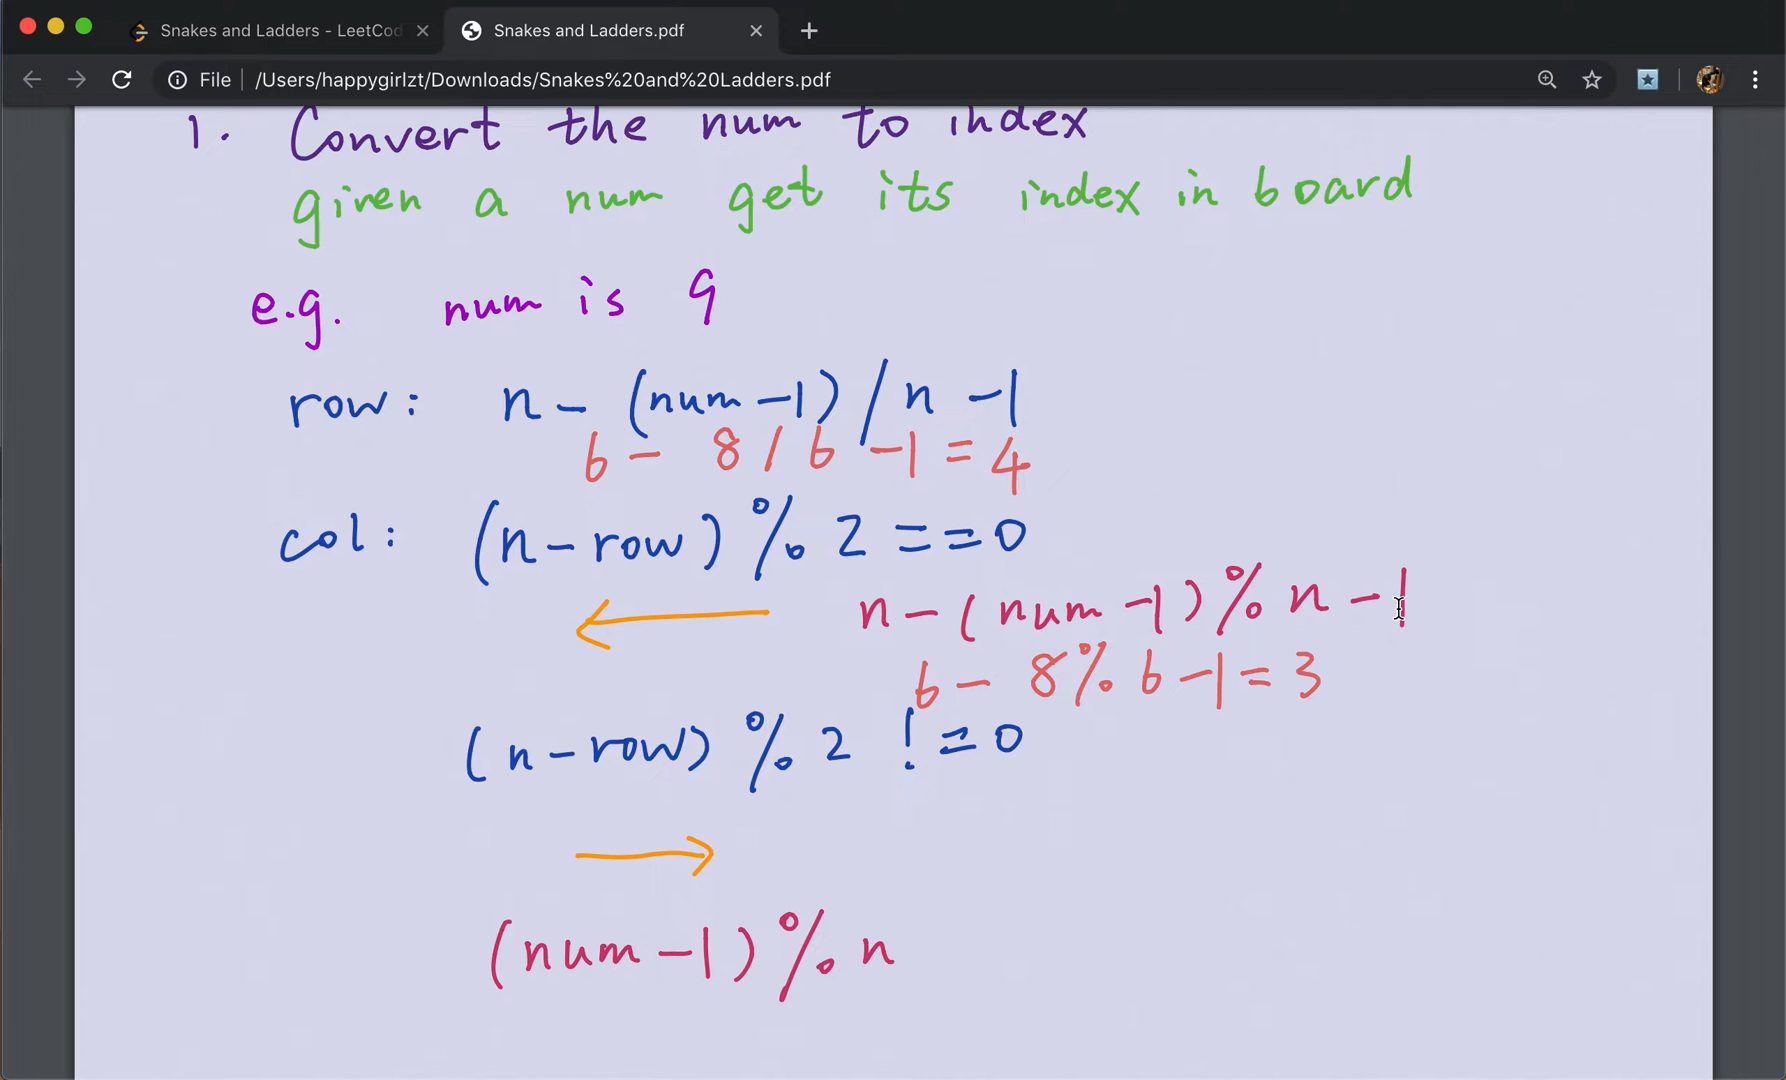 Snakes and Ladders - LeetCod
Snakes and Ladders.pdf
File /Users/happygirlzt/Downloads/Snakes%20and%20Ladders.pdf
1. Convert the num to index
given a num get its index in board
e.g. num is 9
row: n - (num -1) / n -1
6 - 8 / 6 -1 = 4
col: (n - row) % 2 == 0
n - (num -1) % n -1
6 - 8 % 6 -1 = 3
(n - row) % 2 != 0
(num -1) % n